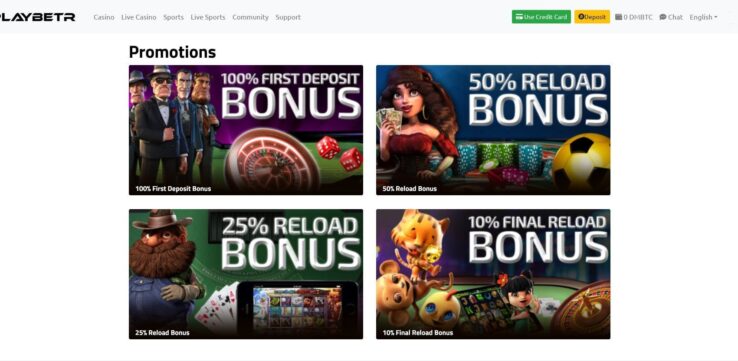 PLAYBETR Casino Live Casino Sports Live Sports Community Support Use Credit Card Deposit 0 DMBTC Chat English
Promotions
100% FIRST DEPOSIT
BONUS
100% First Deposit Bonus
50% RELOAD
BONUS
50% Reload Bonus
25% RELOAD
BONUS
25% Reload Bonus
10% FINAL RELOAD
BONUS
10% Final Reload Bonus